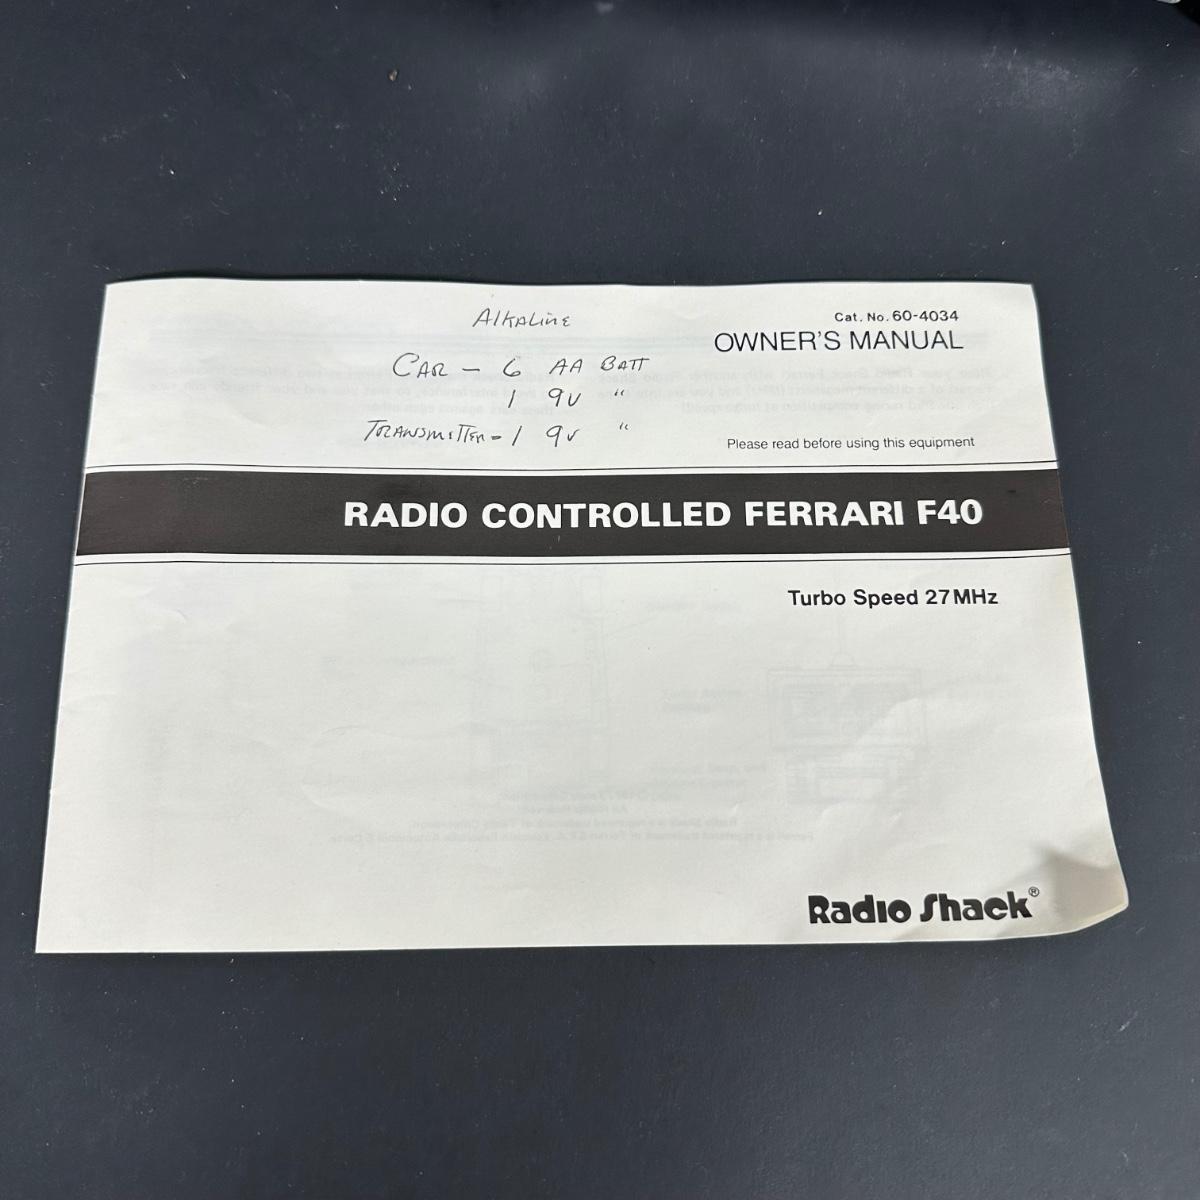 Alkaline
Cat. No. 60-4034
OWNER'S MANUAL
CAR - 6 AA BATT
1 9V "
TRANSMITTER - 1 9V "
Please read before using this equipment
RADIO CONTROLLED FERRARI F40
Turbo Speed 27MHz
Radio Shack®